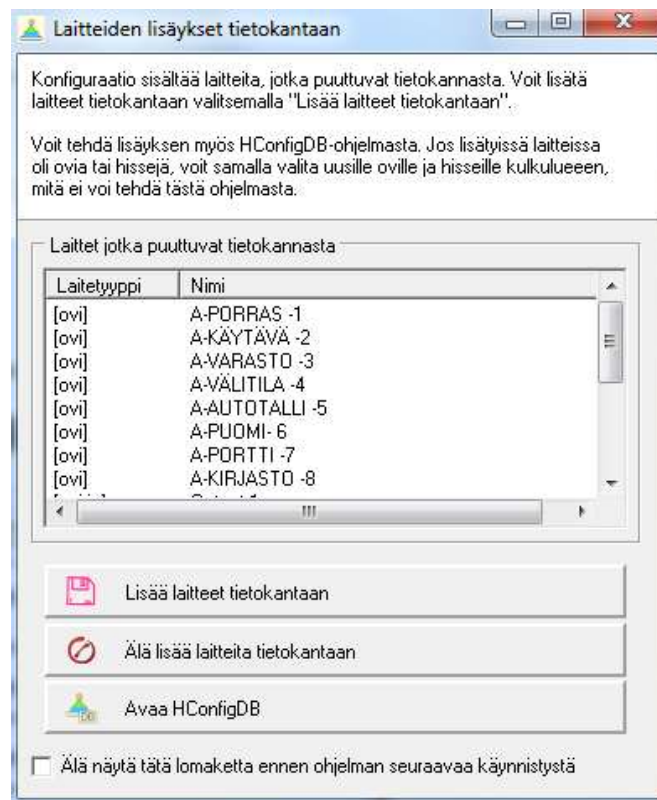 Laitteiden lisäykset tietokantaan
Konfiguraatio sisältää laitteita, jotka puuttuvat tietokannasta. Voit lisätä
laitteet tietokantaan valitsemalla "Lisää laitteet tietokantaan".
Voit tehdä lisäyksen myös HConfigDB-ohjelmasta. Jos lisätyissä laitteissa
oli ovia tai hissejä, voit samalla valita uusille oville ja hisseille kulkulueeen,
mitä ei voi tehdä tästä ohjelmasta.
Laittet jotka puuttuvat tietokannasta
Laitetyyppi Nimi
[ovi] A-PORRAS -1
[ovi] A-KÄYTÄVÄ -2
[ovi] A-VARASTO -3
[ovi] A-VÄLITILA -4
[ovi] A-AUTOTALLI -5
[ovi] A-PUOMI- 6
[ovi] A-PORTTI -7
[ovi] A-KIRJASTO -8
Lisää laitteet tietokantaan
Älä lisää laitteita tietokantaan
Avaa HConfigDB
Älä näytä tätä lomaketta ennen ohjelman seuraavaa käynnistystä